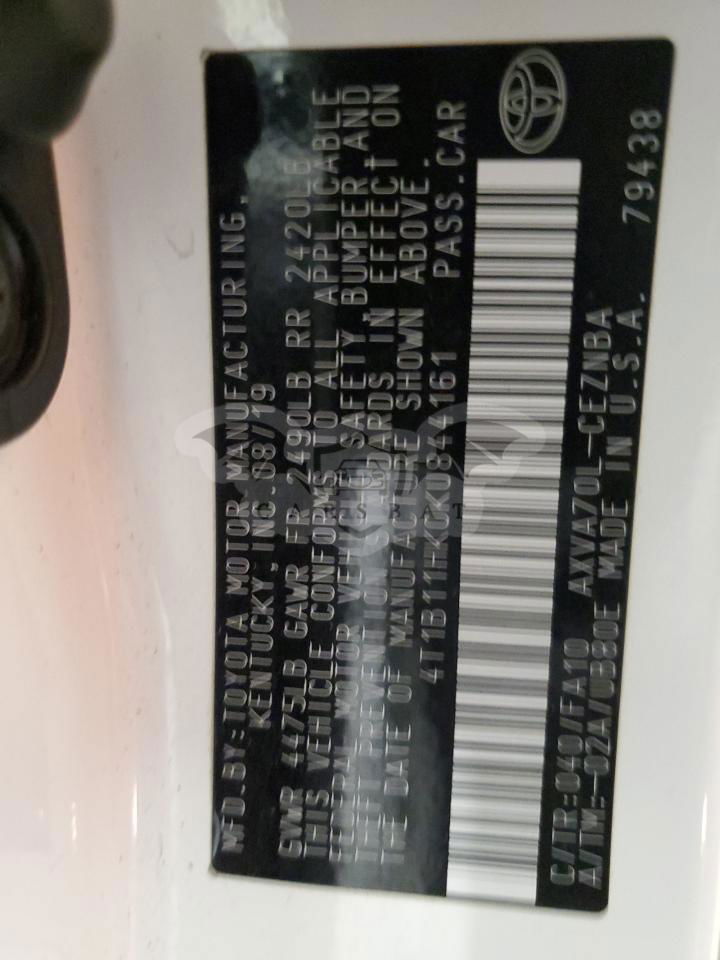 MFD.BY:TOYOTA MOTOR MANUFACTURING,
KENTUCKY,INC.08/19
GVWR 4475LB GAWR FR 2490LB RR 2420LB
THIS VEHICLE CONFORMS TO ALL APPLICABLE
FEDERAL MOTOR VEHICLE SAFETY, BUMPER, AND
THEFT PREVENTION STANDARDS IN EFFECT ON
THE DATE OF MANUFACTURE SHOWN ABOVE.
4T1B11HK0KU844161 PASS.CAR
C/TR:040/FA10 AXVA70L-CEZNBA
A/TM:-02A/UB80E MADE IN U.S.A. 79438
CARSBAT